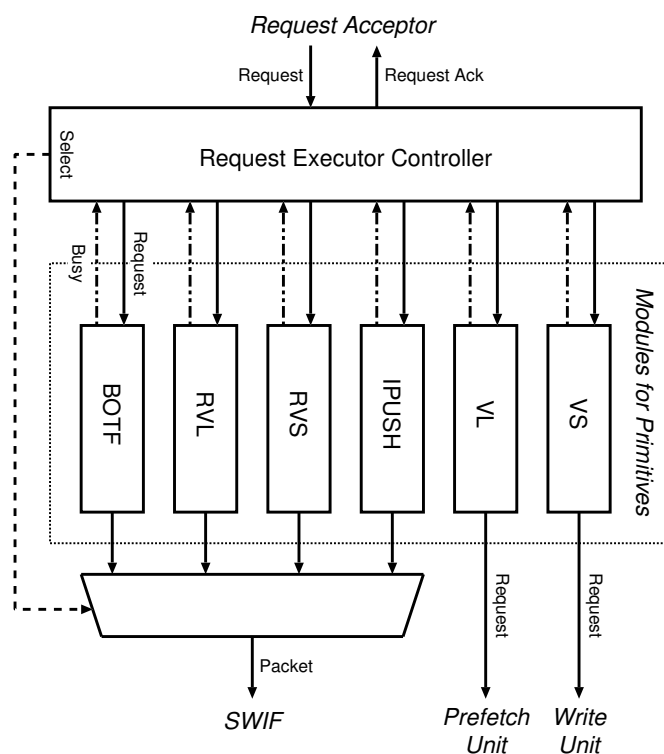 Request Acceptor
Request
Request Ack
Select
Request Executor Controller
Busy
Request
Modules for Primitives
BOTF
RVL
RVS
IPUSH
VL
VS
Request
Request
Packet
SWIF
Prefetch
Unit
Write
Unit